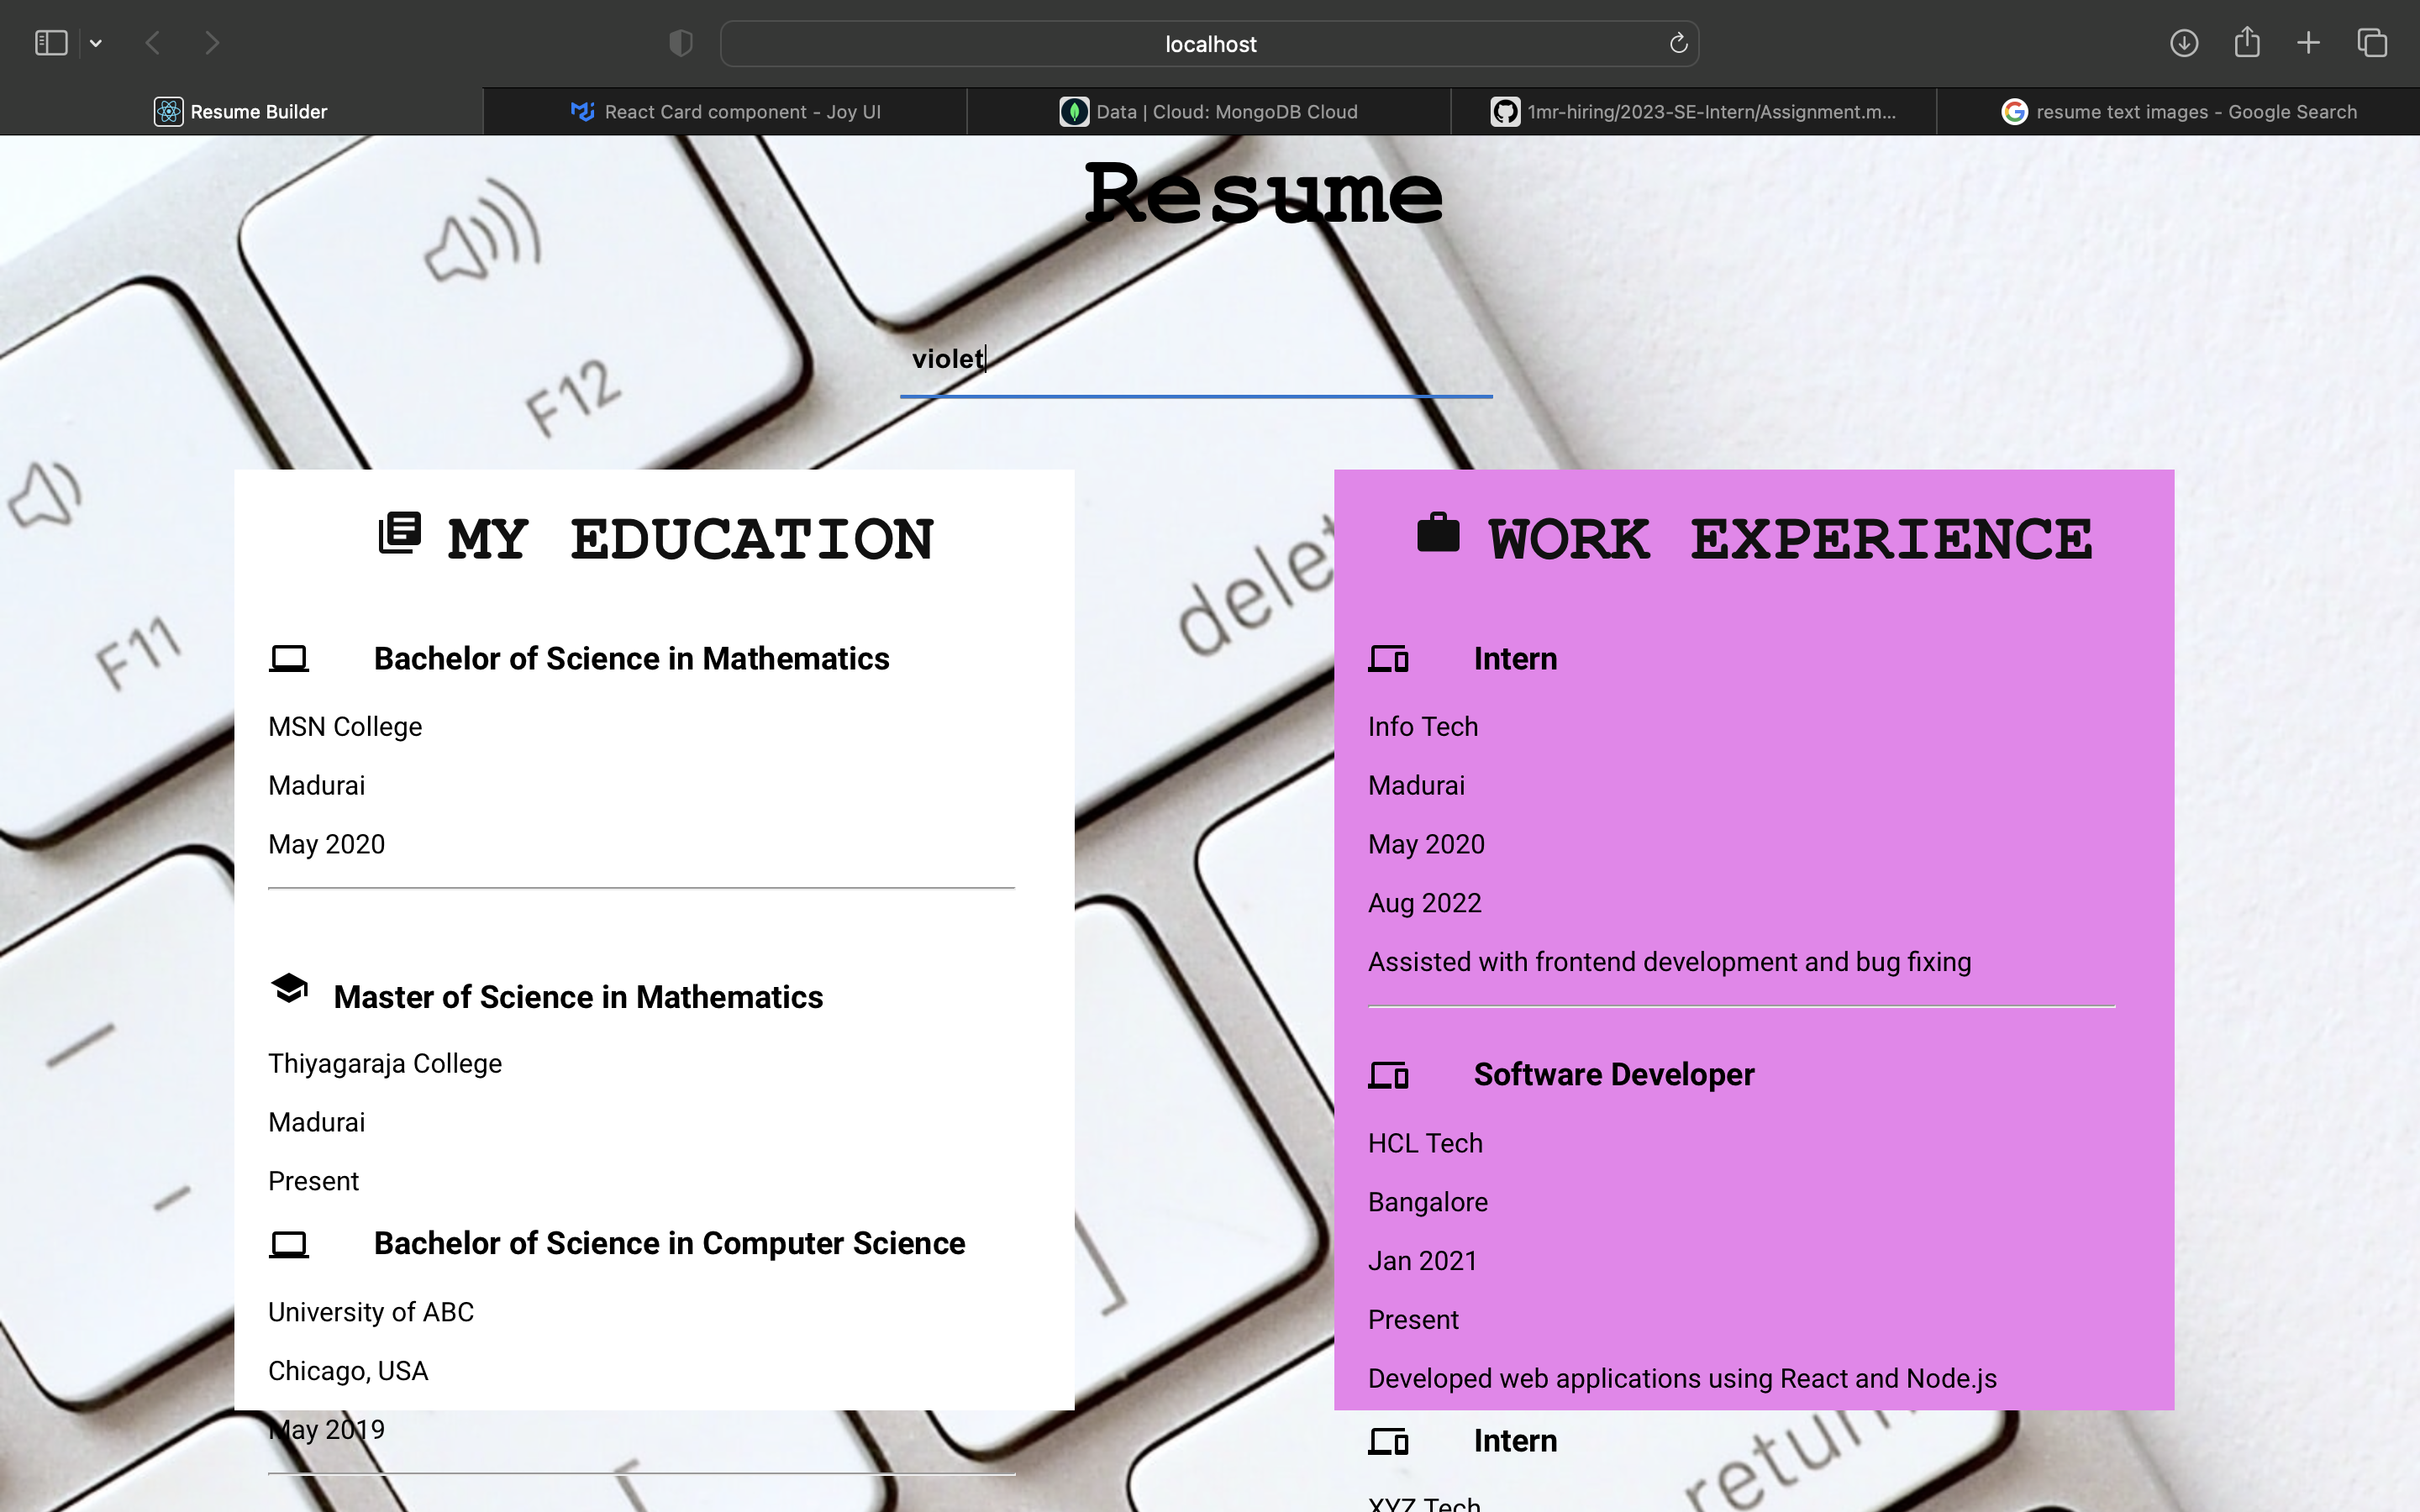 localhost
Resume Builder
React Card component - Joy UI
Data | Cloud: MongoDB Cloud
1mr-hiring/2023-SE-Intern/Assignment.m...
resume text images - Google Search
Resume
violet
F12
F11
delet
MY EDUCATION
Bachelor of Science in Mathematics
MSN College
Madurai
May 2020
Master of Science in Mathematics
Thiyagaraja College
Madurai
Present
Bachelor of Science in Computer Science
University of ABC
Chicago, USA
May 2019
WORK EXPERIENCE
Intern
Info Tech
Madurai
May 2020
Aug 2022
Assisted with frontend development and bug fixing
Software Developer
HCL Tech
Bangalore
Jan 2021
Present
Developed web applications using React and Node.js
Intern
XYZ Tech
]
[
return